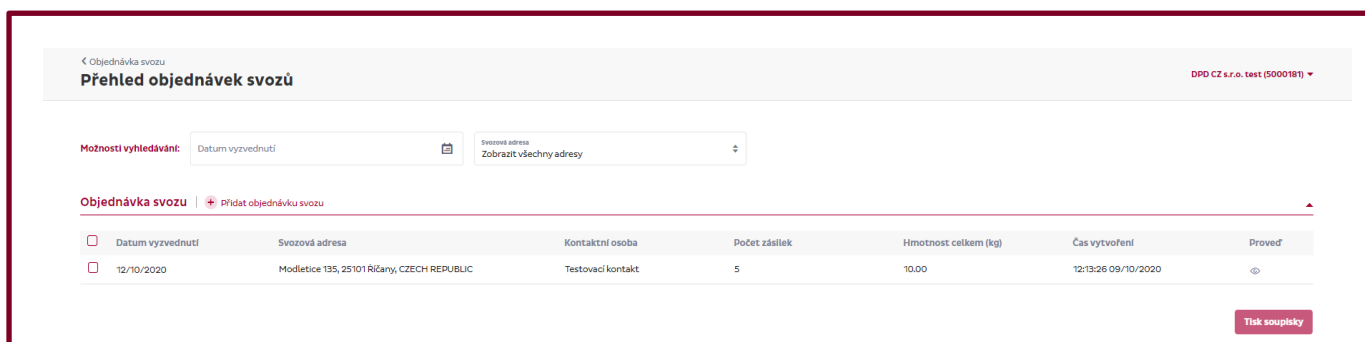 Objednávka svozu
Přehled objednávek svozů
DPD CZ s.r.o. test (5000181)
Možnosti vyhledávání:
Datum vyzvednutí
Svozová adresa
Zobrazit všechny adresy
Objednávka svozu
Přidat objednávku svozu
Datum vyzvednutí Svozová adresa Kontaktní osoba Počet zásilek Hmotnost celkem (kg) Čas vytvoření Proveď
12/10/2020 Modletice 135, 25101 Říčany, CZECH REPUBLIC Testovací kontakt 5 10.00 12:13:26 09/10/2020
Tisk soupisky